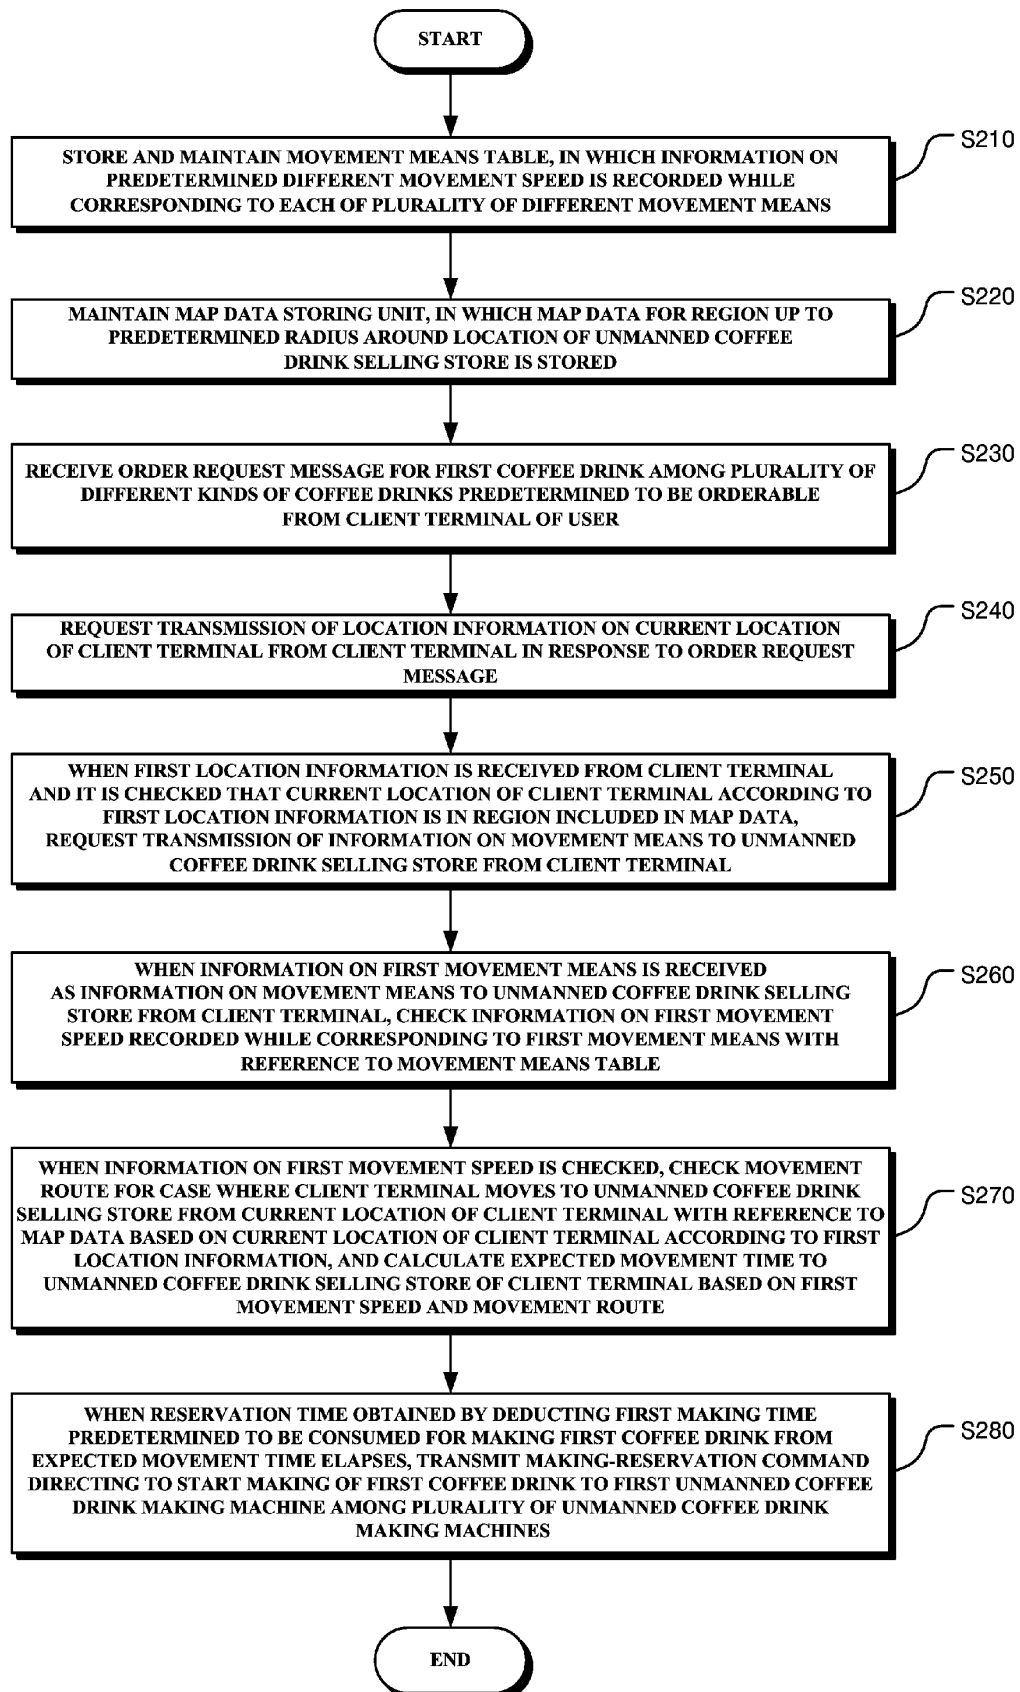 START
S210
STORE AND MAINTAIN MOVEMENT MEANS TABLE, IN WHICH INFORMATION ON
PREDETERMINED DIFFERENT MOVEMENT SPEED IS RECORDED WHILE
CORRESPONDING TO EACH OF PLURALITY OF DIFFERENT MOVEMENT MEANS
S220
MAINTAIN MAP DATA STORING UNIT, IN WHICH MAP DATA FOR REGION UP TO
PREDETERMINED RADIUS AROUND LOCATION OF UNMANNED COFFEE
DRINK SELLING STORE IS STORED
S230
RECEIVE ORDER REQUEST MESSAGE FOR FIRST COFFEE DRINK AMONG PLURALITY OF
DIFFERENT KINDS OF COFFEE DRINKS PREDETERMINED TO BE ORDERABLE
FROM CLIENT TERMINAL OF USER
S240
REQUEST TRANSMISSION OF LOCATION INFORMATION ON CURRENT LOCATION
OF CLIENT TERMINAL FROM CLIENT TERMINAL IN RESPONSE TO ORDER REQUEST
MESSAGE
S250
WHEN FIRST LOCATION INFORMATION IS RECEIVED FROM CLIENT TERMINAL
AND IT IS CHECKED THAT CURRENT LOCATION OF CLIENT TERMINAL ACCORDING TO
FIRST LOCATION INFORMATION IS IN REGION INCLUDED IN MAP DATA,
REQUEST TRANSMISSION OF INFORMATION ON MOVEMENT MEANS TO UNMANNED
COFFEE DRINK SELLING STORE FROM CLIENT TERMINAL
S260
WHEN INFORMATION ON FIRST MOVEMENT MEANS IS RECEIVED
AS INFORMATION ON MOVEMENT MEANS TO UNMANNED COFFEE DRINK SELLING
STORE FROM CLIENT TERMINAL, CHECK INFORMATION ON FIRST MOVEMENT
SPEED RECORDED WHILE CORRESPONDING TO FIRST MOVEMENT MEANS WITH
REFERENCE TO MOVEMENT MEANS TABLE
S270
WHEN INFORMATION ON FIRST MOVEMENT SPEED IS CHECKED, CHECK MOVEMENT
ROUTE FOR CASE WHERE CLIENT TERMINAL MOVES TO UNMANNED COFFEE DRINK
SELLING STORE FROM CURRENT LOCATION OF CLIENT TERMINAL WITH REFERENCE TO
MAP DATA BASED ON CURRENT LOCATION OF CLIENT TERMINAL ACCORDING TO FIRST
LOCATION INFORMATION, AND CALCULATE EXPECTED MOVEMENT TIME TO
UNMANNED COFFEE DRINK SELLING STORE OF CLIENT TERMINAL BASED ON FIRST
MOVEMENT SPEED AND MOVEMENT ROUTE
S280
WHEN RESERVATION TIME OBTAINED BY DEDUCTING FIRST MAKING TIME
PREDETERMINED TO BE CONSUMED FOR MAKING FIRST COFFEE DRINK FROM
EXPECTED MOVEMENT TIME ELAPSES, TRANSMIT MAKING-RESERVATION COMMAND
DIRECTING TO START MAKING OF FIRST COFFEE DRINK TO FIRST UNMANNED COFFEE
DRINK MAKING MACHINE AMONG PLURALITY OF UNMANNED COFFEE DRINK
MAKING MACHINES
END